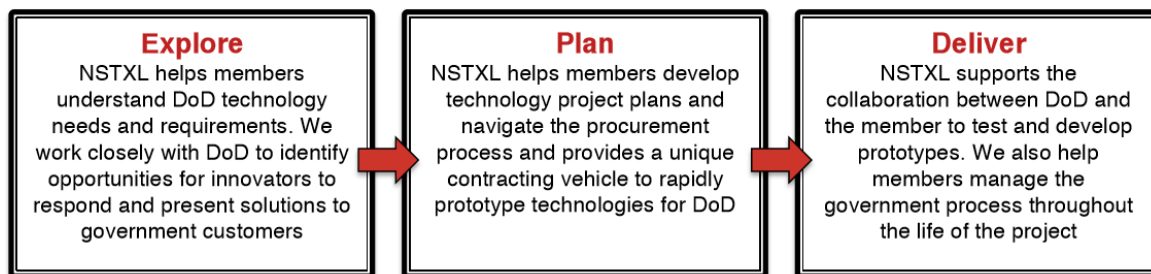 Explore
NSTXL helps members
understand DoD technology
needs and requirements. We
work closely with DoD to identify
opportunities for innovators to
respond and present solutions to
government customers
Plan
NSTXL helps members develop
technology project plans and
navigate the procurement
process and provides a unique
contracting vehicle to rapidly
prototype technologies for DoD
Deliver
NSTXL supports the
collaboration between DoD and
the member to test and develop
prototypes. We also help
members manage the
government process throughout
the life of the project